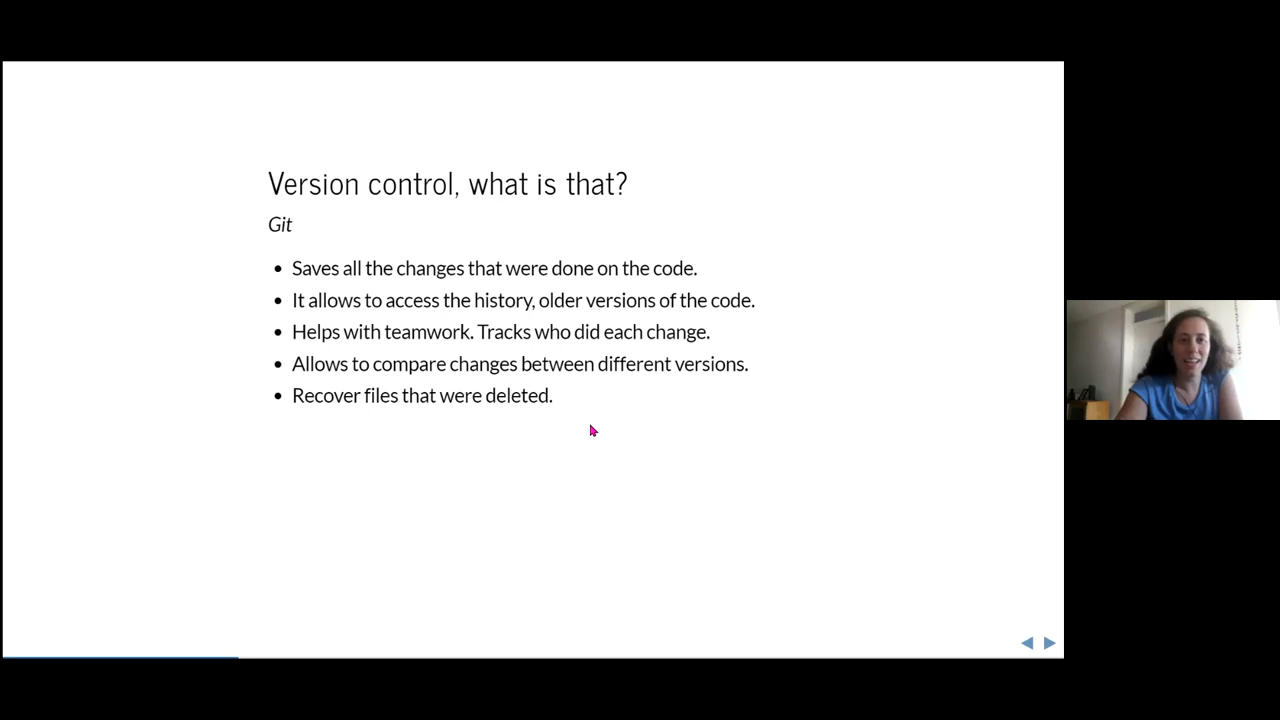 Version control, what is that?
Git
Saves all the changes that were done on the code.
It allows to access the history, older versions of the code.
Helps with teamwork. Tracks who did each change.
Allows to compare changes between different versions.
Recover files that were deleted.